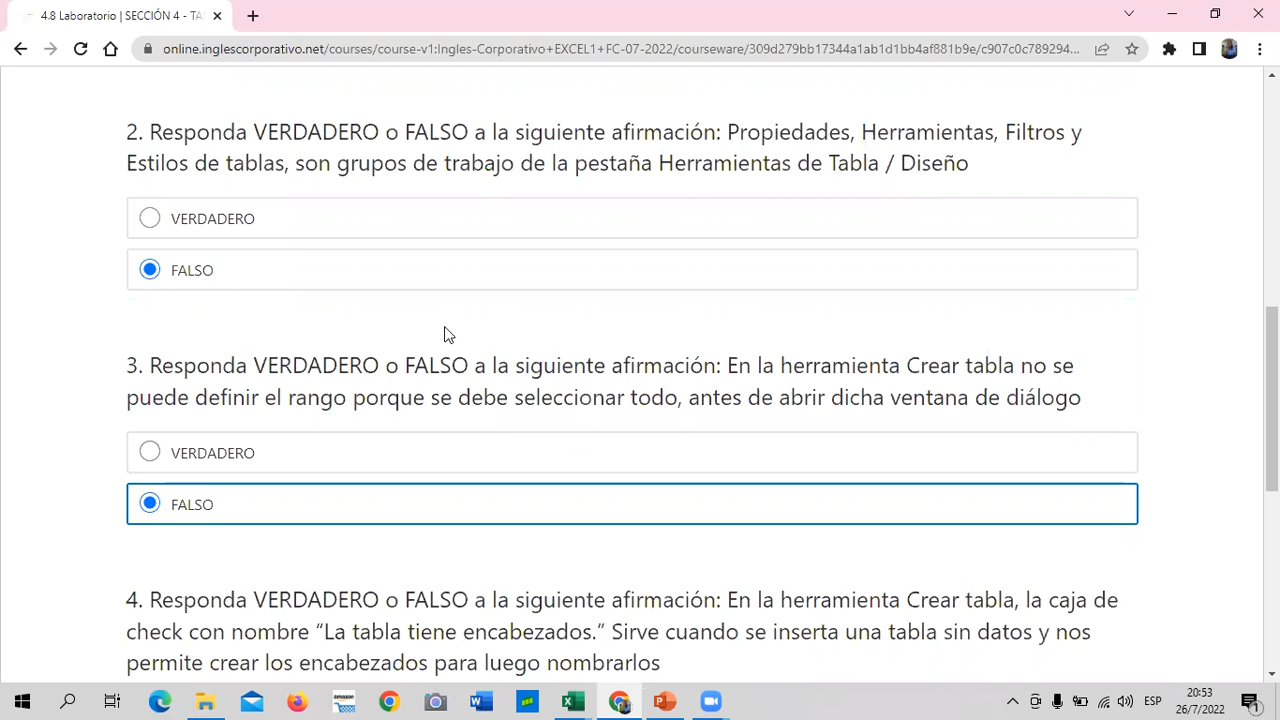 4.8 Laboratorio | SECCIÓN 4 - TA
online.inglescorporativo.net/courses/course-v1:Ingles-Corporativo+EXCEL1+FC-07-2022/courseware/309d279bb17344a1ab1d1bb4af881b9e/c907c0c789294...
2. Responda VERDADERO o FALSO a la siguiente afirmación: Propiedades, Herramientas, Filtros y
Estilos de tablas, son grupos de trabajo de la pestaña Herramientas de Tabla / Diseño
VERDADERO
FALSO
3. Responda VERDADERO o FALSO a la siguiente afirmación: En la herramienta Crear tabla no se
puede definir el rango porque se debe seleccionar todo, antes de abrir dicha ventana de diálogo
VERDADERO
FALSO
4. Responda VERDADERO o FALSO a la siguiente afirmación: En la herramienta Crear tabla, la caja de
check con nombre “La tabla tiene encabezados.” Sirve cuando se inserta una tabla sin datos y nos
permite crear los encabezados para luego nombrarlos
amazon
ESP
20:53
26/7/2022
1